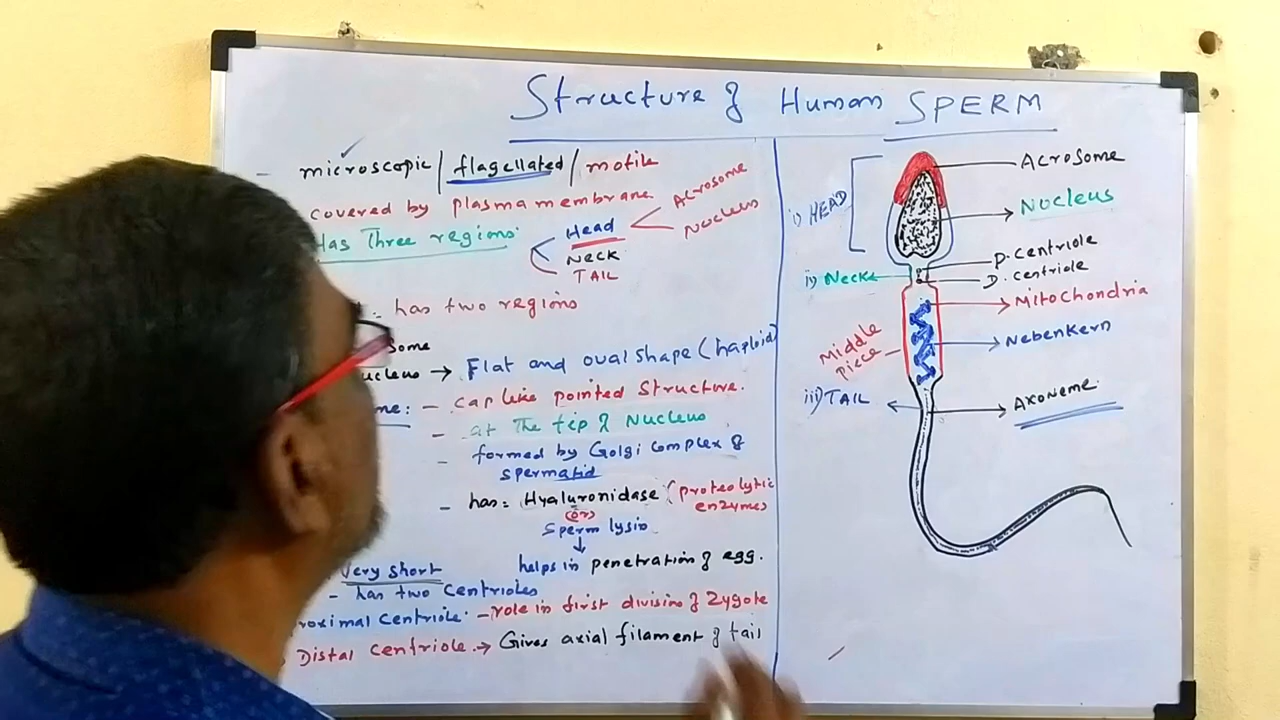 Structure of Human SPERM
- microscopic / flagellated / motile
covered by plasma membrane
Has Three regions.
Head
Acrosome
Nucleus
NECK
TAIL
: has two regions
some
ucleus → Flat and oval shape (haploid)
me: - cap like pointed structure.
- at The tip of Nucleus
- formed by Golgi complex of
spermatid
- has: Hyaluronidase (proteolytic
enzymes)
(or)
sperm lysin
↓
helps in penetration of egg.
Very short
- has two centrioles
roximal centriole. - role in first division of Zygote
Distal centriole. → Gives axial filament of tail
i) HEAD
Acrosome
Nucleus
P. Centriole
D. Centriole
ii) Neck
Mitochondria
Nebenkern
Middle
piece
iii) TAIL
Axoneme.